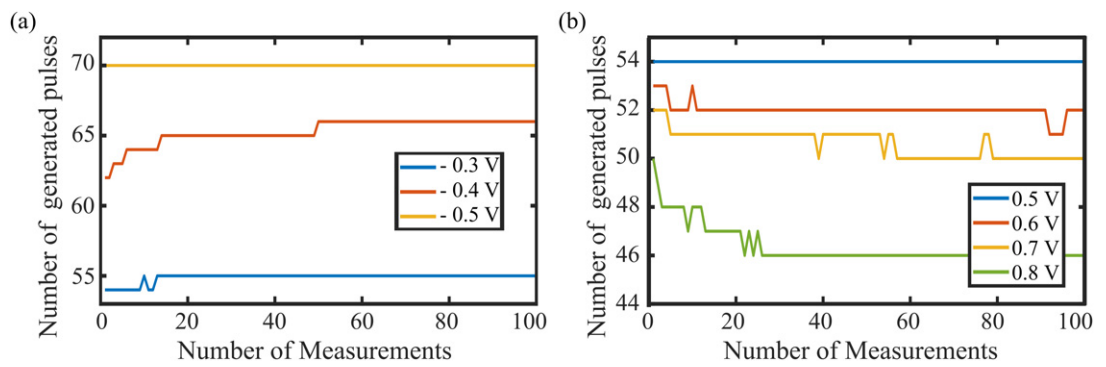 (a)
Number of generated pulses
70
65
60
55
0 20 40 60 80 100
Number of Measurements
- 0.3 V
- 0.4 V
- 0.5 V
(b)
Number of generated pulses
54
52
50
48
46
44
0 20 40 60 80 100
Number of Measurements
0.5 V
0.6 V
0.7 V
0.8 V